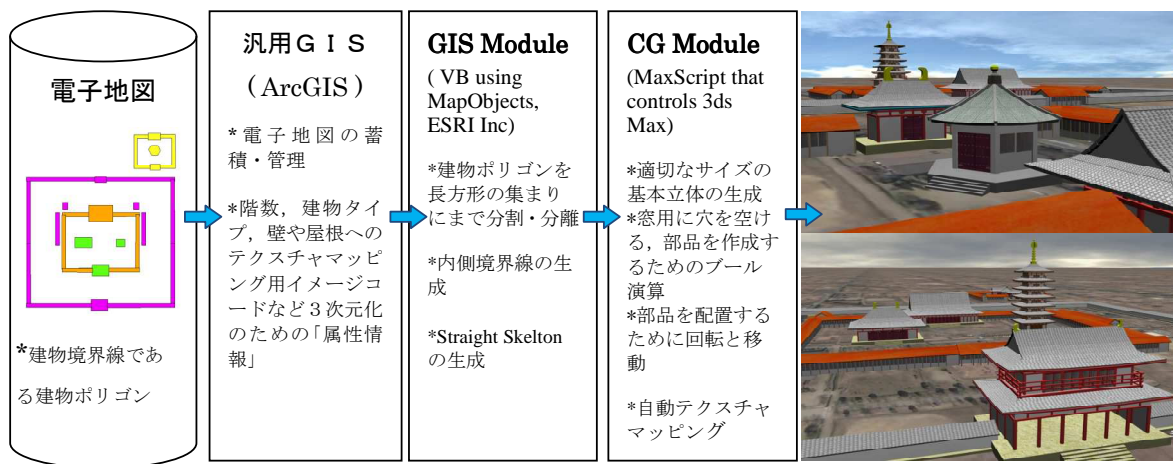 電子地図
*建物境界線であ
る建物ポリゴン
汎用ＧＩＳ
(ArcGIS)
*電子地図の蓄
積・管理
*階数，建物タイ
プ，壁や屋根への
テクスチャマッピ
ング用イメージコ
ードなど３次元化
のための「属性情
報」
GIS Module
( VB using
MapObjects,
ESRI Inc)
*建物ポリゴンを
長方形の集まり
にまで分割・分離
*内側境界線の生
成
*Straight Skelton
の生成
CG Module
(MaxScript that
controls 3ds
Max)
*適切なサイズの
基本立体の生成
*窓用に穴を空け
る，部品を作成す
るためのブール
演算
*部品を配置する
ために回転と移
動
*自動テクスチャ
マッピング